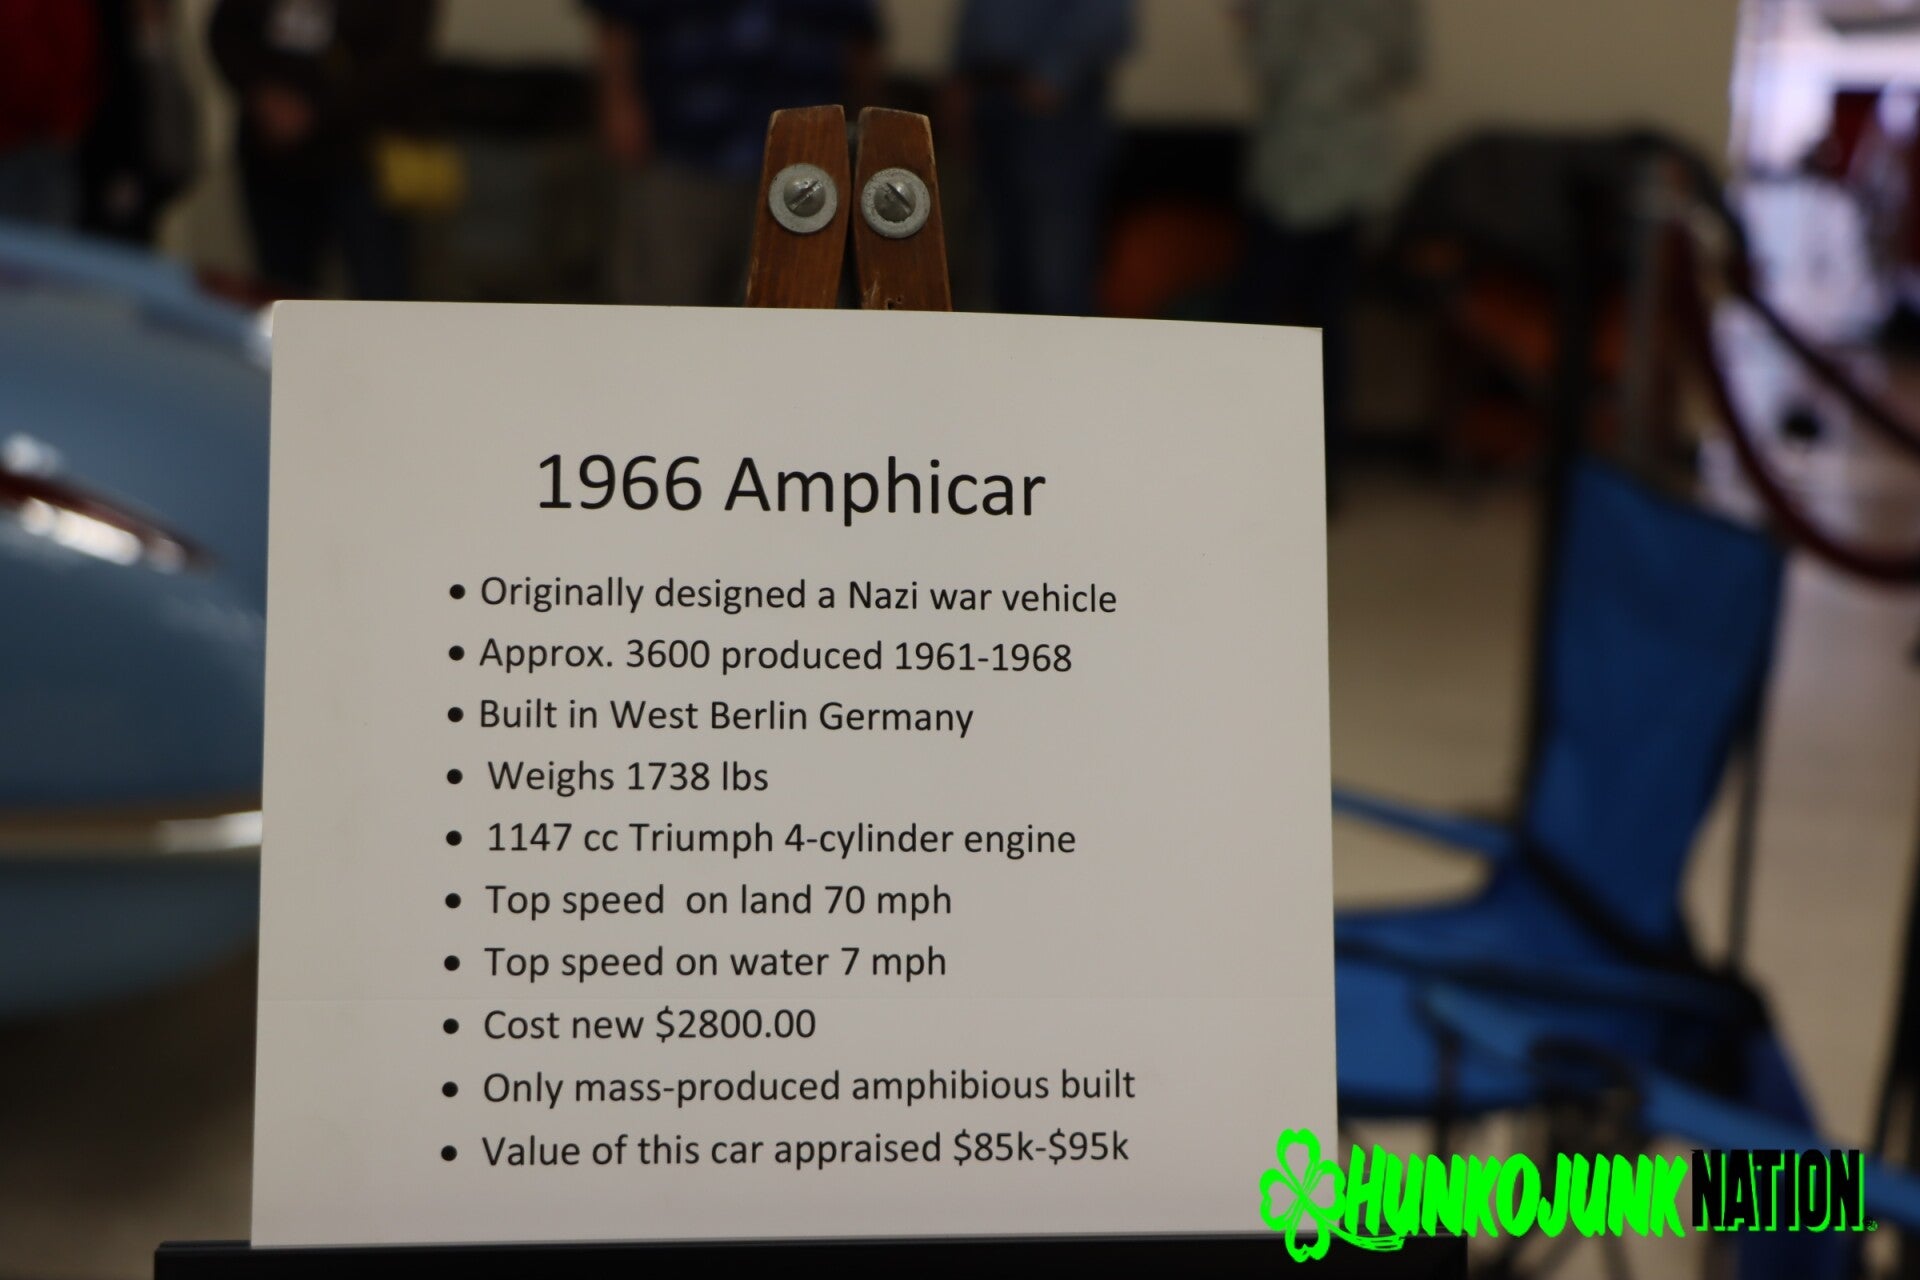 1966 Amphicar
• Originally designed a Nazi war vehicle
• Approx. 3600 produced 1961-1968
• Built in West Berlin Germany
• Weighs 1738 lbs
• 1147 cc Triumph 4-cylinder engine
• Top speed  on land 70 mph
• Top speed on water 7 mph
• Cost new $2800.00
• Only mass-produced amphibious built
• Value of this car appraised $85k-$95k
HUNKOJUNK NATION